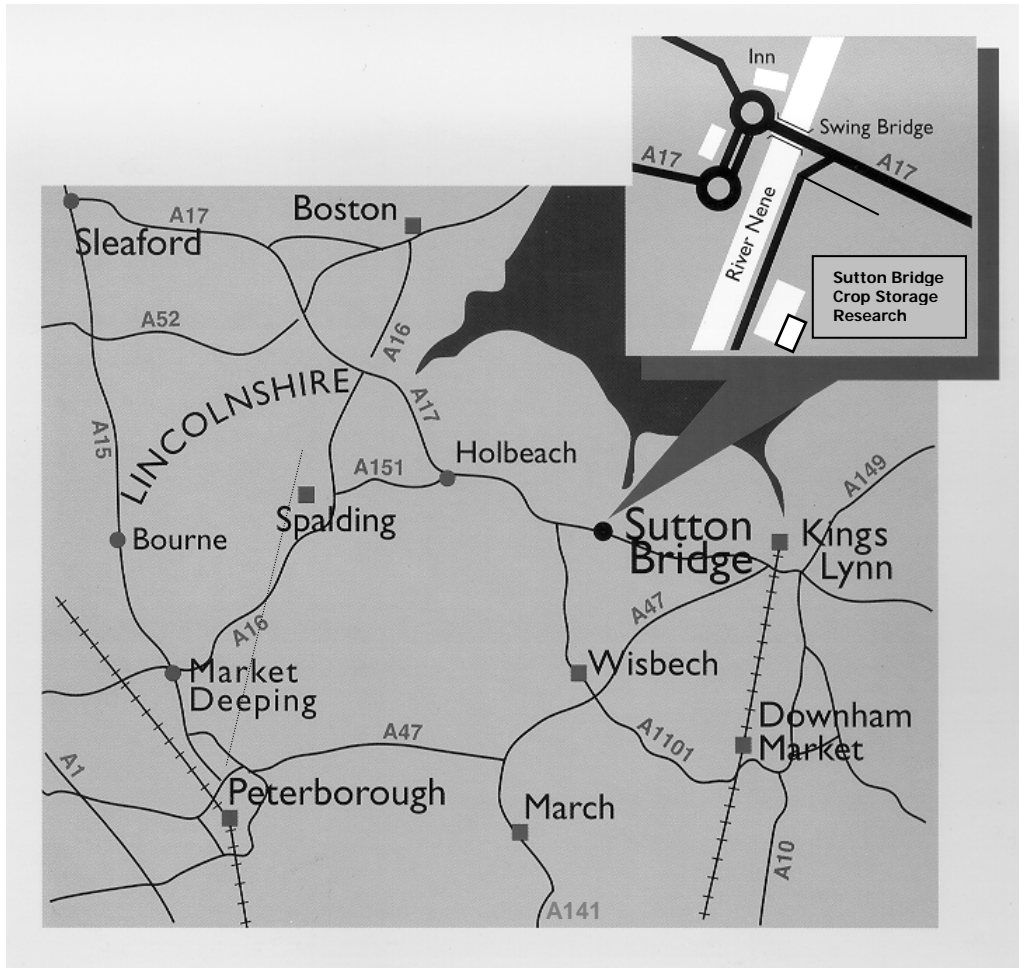 Inn
Swing Bridge
A17
A17
River Nene
Sutton Bridge
Crop Storage
Research
Boston
A17
Sleaford
A52
A16
LINCOLNSHIRE
A17
A15
Holbeach
A151
A149
Spalding
Sutton
Bridge
Kings
Lynn
Bourne
A47
A16
Market
Deeping
Wisbech
Downham
Market
A47
A1101
A1
Peterborough
March
A10
A141